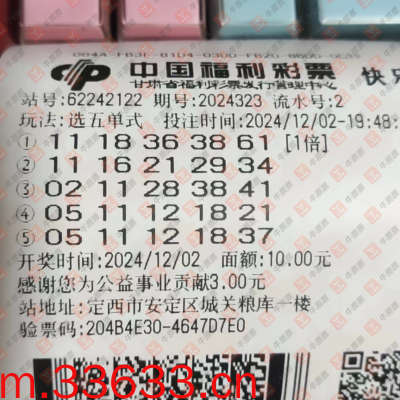 中国福利彩票 快乐
甘肃省福利彩票发行管理中心
站号:62242122 期号:2024323 流水号:2
玩法:选五单式 投注时间:2024/12/02-19:48:
① 11 18 36 38 61 [1倍]
② 11 16 21 29 34
③ 02 11 28 38 41
④ 05 11 12 18 21
⑤ 05 11 12 18 37
开奖时间:2024/12/02 面额:10.00元
感谢您为公益事业贡献3.00元
站地址:定西市安定区城关粮库一楼
验票码:204B4E30-4647D7E0
m.33633.cn